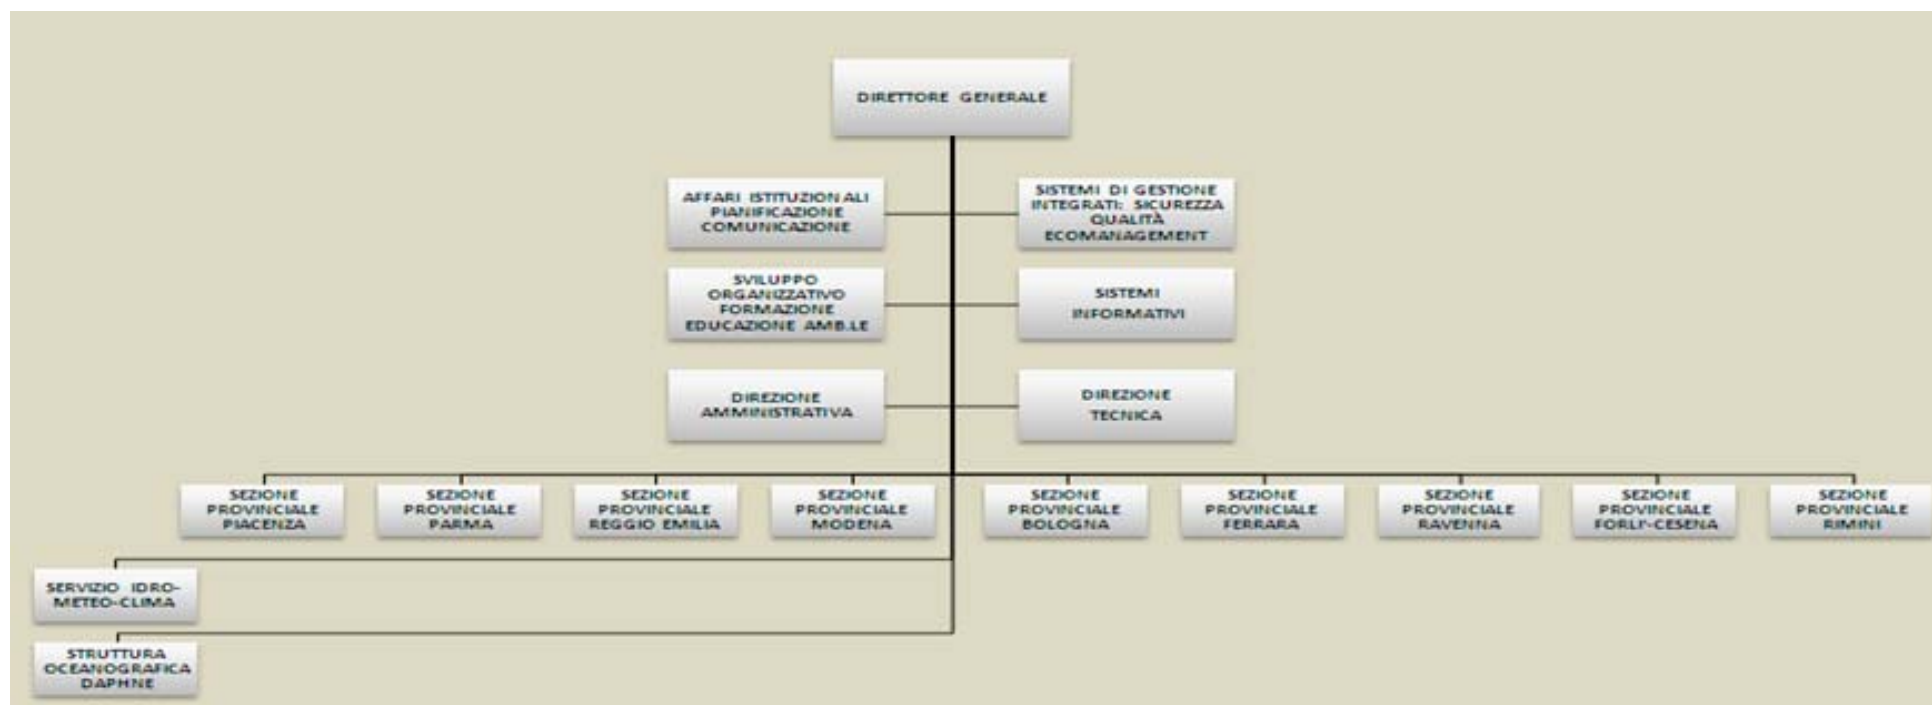 DIRETTORE GENERALE
AFFARI ISTITUZIONALI
PIANIFICAZIONE
COMUNICAZIONE
SISTEMI DI GESTIONE
INTEGRATI: SICUREZZA
QUALITÀ
ECOMANAGEMENT
SVILUPPO
ORGANIZZATIVO
FORMAZIONE
EDUCAZIONE AMB.LE
SISTEMI
INFORMATIVI
DIREZIONE
AMMINISTRATIVA
DIREZIONE
TECNICA
SEZIONE
PROVINCIALE
PIACENZA
SEZIONE
PROVINCIALE
PARMA
SEZIONE
PROVINCIALE
REGGIO EMILIA
SEZIONE
PROVINCIALE
MODENA
SEZIONE
PROVINCIALE
BOLOGNA
SEZIONE
PROVINCIALE
FERRARA
SEZIONE
PROVINCIALE
RAVENNA
SEZIONE
PROVINCIALE
FORLI'-CESENA
SEZIONE
PROVINCIALE
RIMINI
SERVIZIO IDRO-
METEO-CLIMA
STRUTTURA
OCEANOGRAFICA
DAPHNE